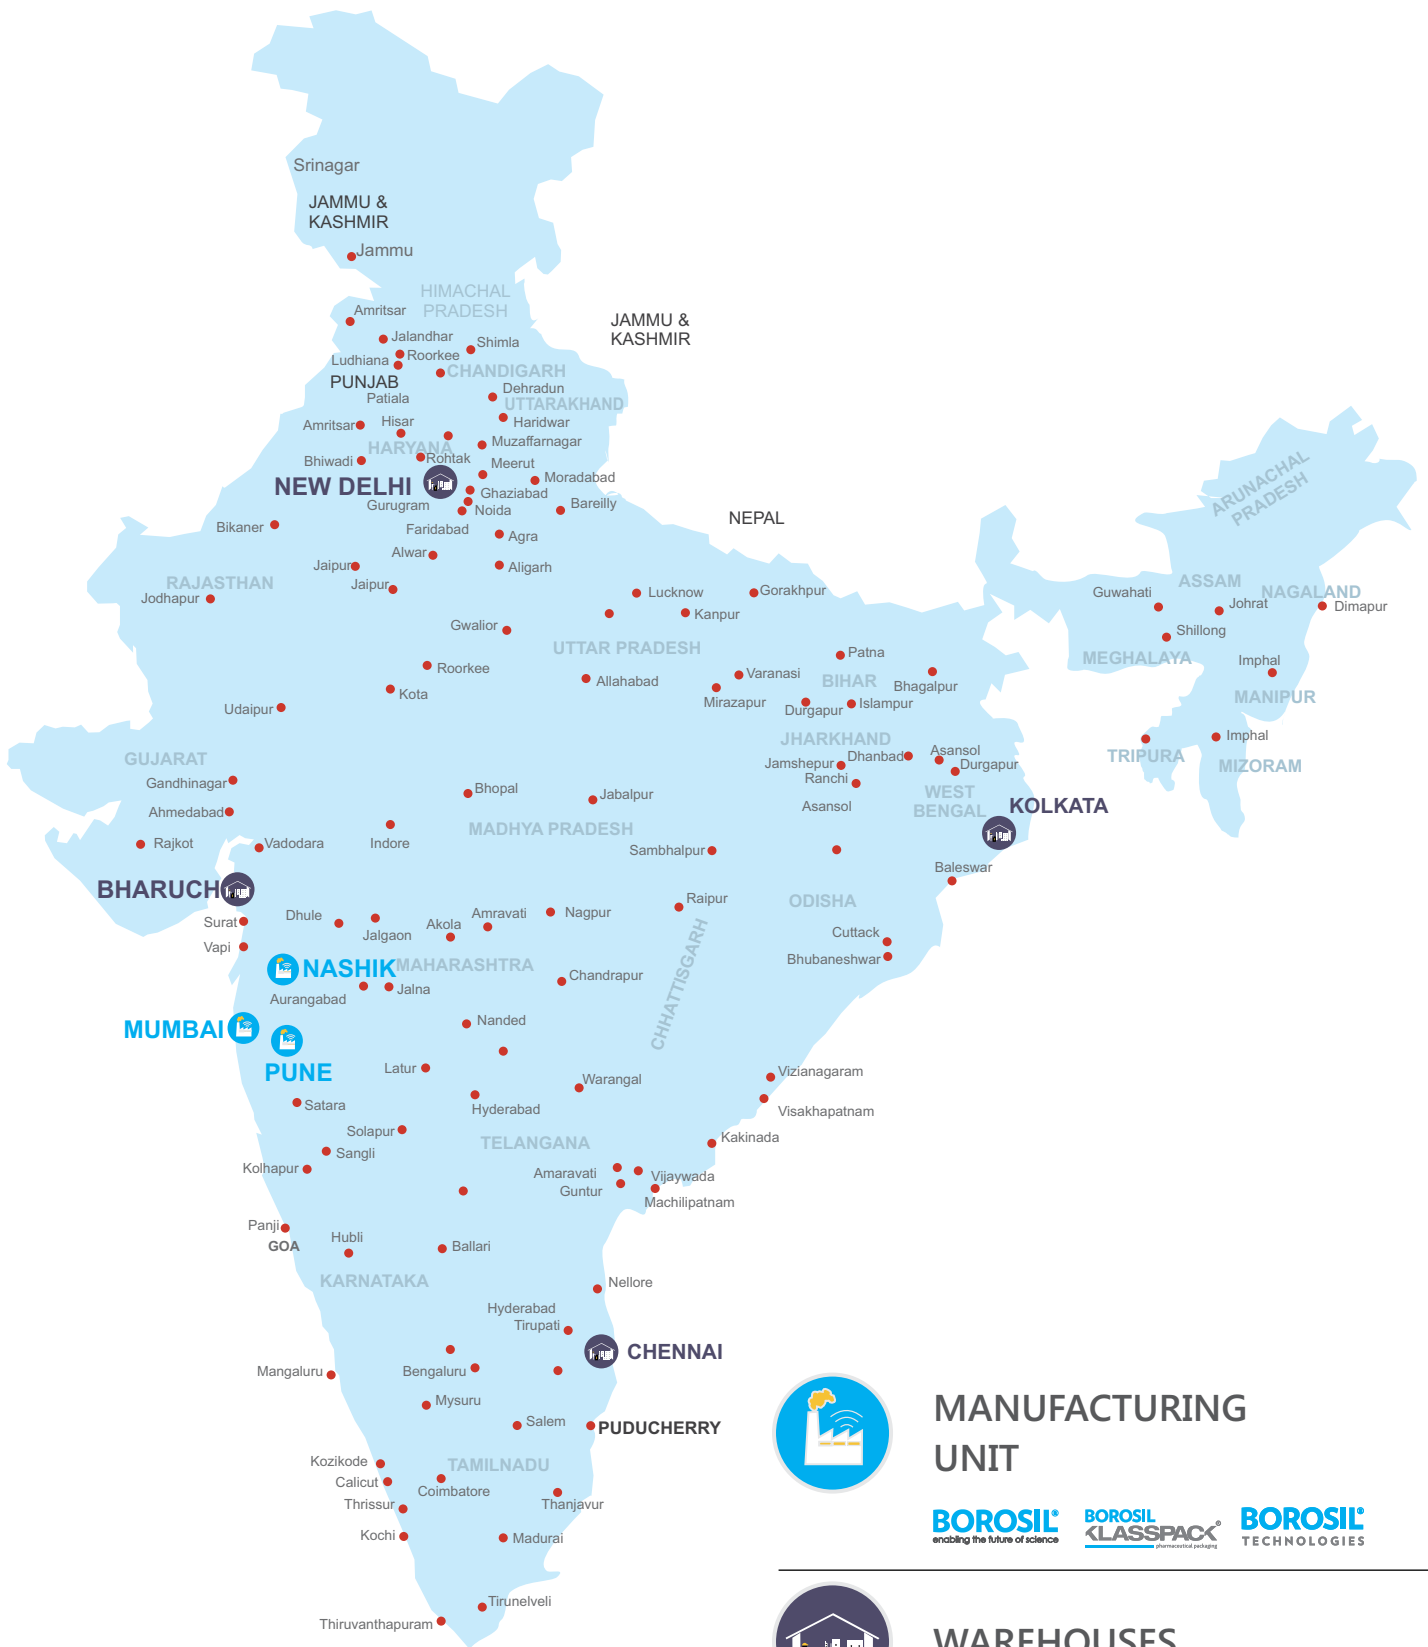 Srinagar
JAMMU &
KASHMIR
Jammu
HIMACHAL
PRADESH
Amritsar
JAMMU &
KASHMIR
Jalandhar
Shimla
Roorkee
Ludhiana
CHANDIGARH
PUNJAB
Dehradun
Patiala
UTTARAKHAND
Haridwar
Hisar
Amritsar
Muzaffarnagar
HARYANA
Rohtak
Bhiwadi
Meerut
Moradabad
NEW DELHI
Ghaziabad
Gurugram
Bareilly
Noida
NEPAL
Faridabad
Bikaner
Agra
Alwar
Jaipur
Aligarh
ARUNACHAL
PRADESH
RAJASTHAN
Jaipur
Jodhapur
Lucknow
Gorakhpur
Kanpur
Guwahati
ASSAM
NAGALAND
Johrat
Dimapur
Gwalior
Shillong
UTTAR PRADESH
Patna
MEGHALAYA
Imphal
Roorkee
Varanasi
Allahabad
BIHAR
Bhagalpur
Kota
Mirazapur
Durgapur
Islampur
MANIPUR
Udaipur
JHARKHAND
Imphal
GUJARAT
Dhanbad
Asansol
TRIPURA
Jamshepur
Durgapur
MIZORAM
Gandhinagar
Ranchi
Bhopal
Jabalpur
WEST
BENGAL
KOLKATA
Asansol
Ahmedabad
MADHYA PRADESH
Rajkot
Vadodara
Indore
Sambhalpur
Baleswar
BHARUCH
Raipur
ODISHA
Surat
Dhule
Jalgaon
Akola
Amravati
Nagpur
Cuttack
Vapi
Bhubaneshwar
NASHIK
MAHARASHTRA
Chandrapur
CHHATTISGARH
Aurangabad
Jalna
MUMBAI
Nanded
PUNE
Latur
Warangal
Vizianagaram
Satara
Hyderabad
Visakhapatnam
Solapur
Kakinada
Sangli
TELANGANA
Kolhapur
Amaravati
Vijaywada
Guntur
Machilipatnam
Panji
GOA
Hubli
Ballari
KARNATAKA
Nellore
Hyderabad
Tirupati
CHENNAI
Mangaluru
Bengaluru
Mysuru
Salem
PUDUCHERRY
Kozikode
TAMILNADU
Calicut
Coimbatore
Thrissur
Thanjavur
Kochi
Madurai
Tirunelveli
Thiruvanthapuram
MANUFACTURING
UNIT
BOROSIL®
enabling the future of science
BOROSIL
KLASSPACK®
pharmaceutical packaging
BOROSIL®
TECHNOLOGIES
WAREHOUSES